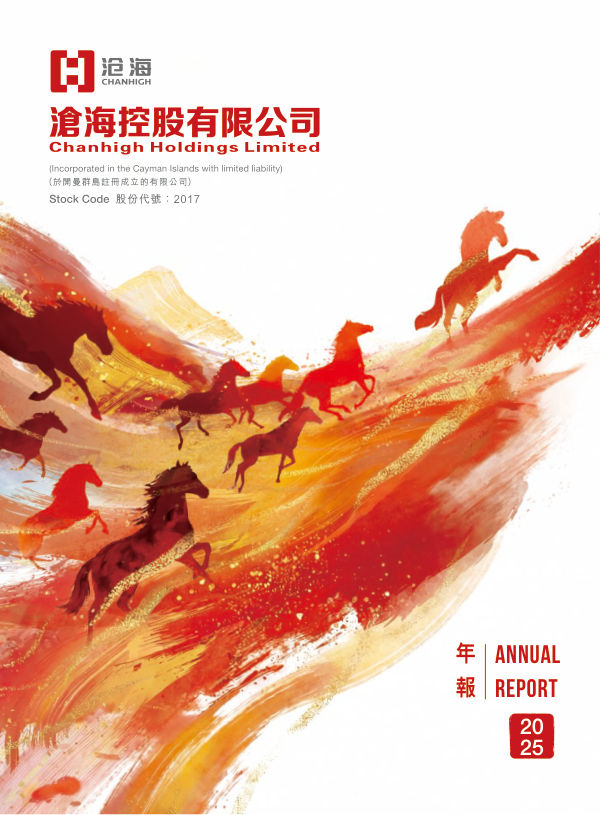 沧海
CHANHIGH
滄海控股有限公司
Chanhigh Holdings Limited
(Incorporated in the Cayman Islands with limited liability)
(於開曼群島註冊成立的有限公司)
Stock Code 股份代號：2017
年報
ANNUAL
REPORT
20
25